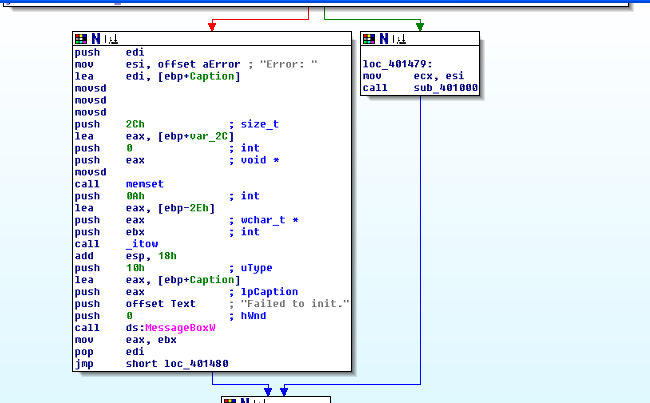 push edi
mov esi, offset aError ; "Error: "
lea edi, [ebp+Caption]
movsd
movsd
movsd
push 2Ch ; size_t
lea eax, [ebp+var_2C]
push 0 ; int
push eax ; void *
movsd
call memset
push 0Ah ; int
lea eax, [ebp-2Eh]
push eax ; wchar_t *
push ebx ; int
call _itow
add esp, 18h
push 10h ; uType
lea eax, [ebp+Caption]
push eax ; lpCaption
push offset Text ; "Failed to init."
push 0 ; hWnd
call ds:MessageBoxW
mov eax, ebx
pop edi
jmp short loc_401480
loc_401479:
mov ecx, esi
call sub_401000